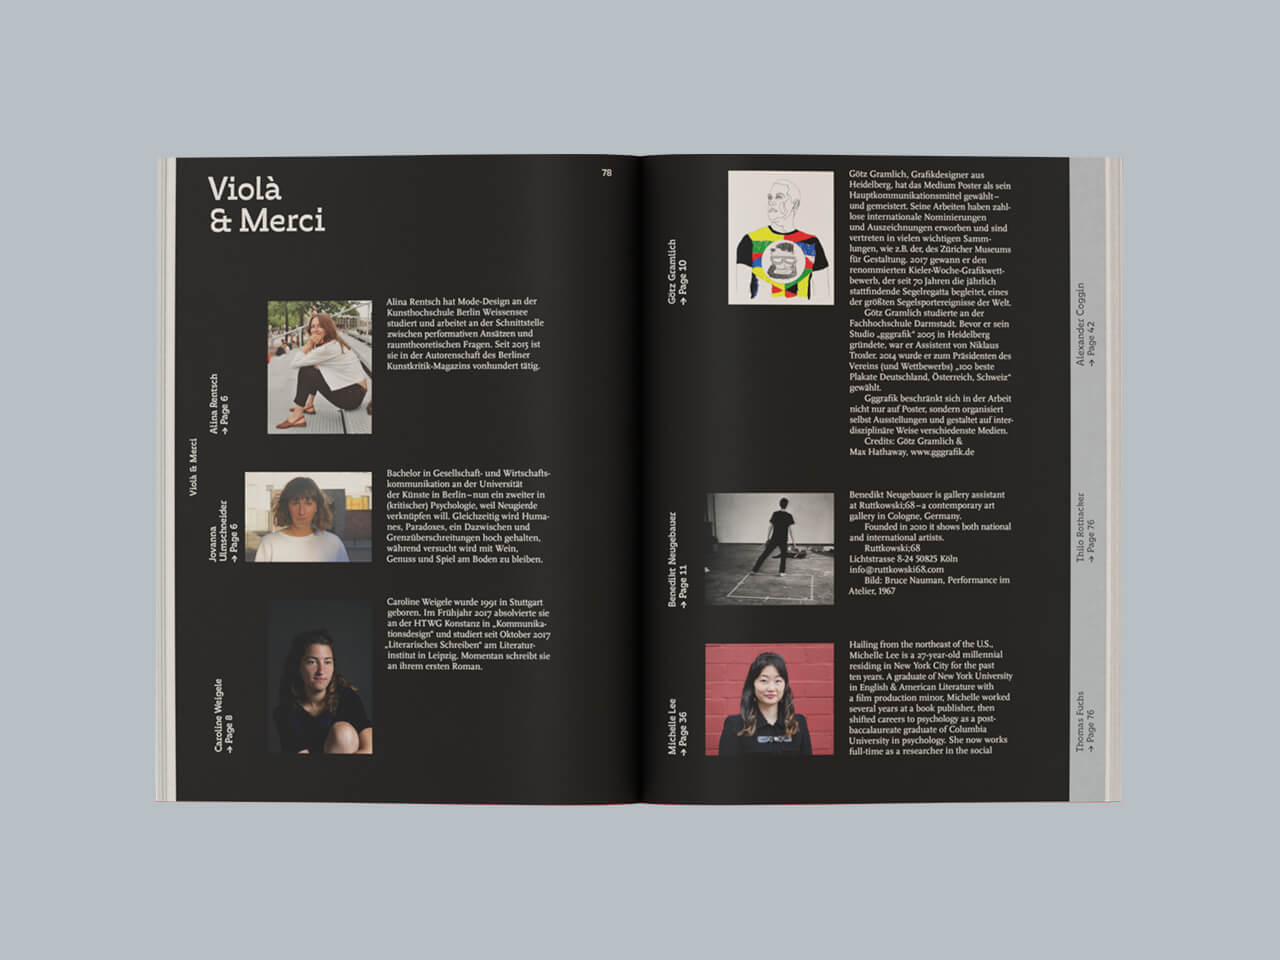 Violà
& Merci
78
Violà & Merci
Alina Rentsch
→ Page 6
Alina Rentsch hat Mode-Design an der
Kunsthochschule Berlin Weissensee
studiert und arbeitet an der Schnittstelle
zwischen performativen Ansätzen und
raumtheoretischen Fragen. Seit 2015 ist
sie in der Autorenschaft des Berliner
Kunstkritik-Magazins vonhundert tätig.
Jovanna
Ulmschneider
→ Page 6
Bachelor in Gesellschaft- und Wirtschafts-
kommunikation an der Universität
der Künste in Berlin – nun ein zweiter in
(kritischer) Psychologie, weil Neugierde
verknüpfen will. Gleichzeitig wird Huma-
nes, Paradoxes, ein Dazwischen und
Grenzüberschreitungen hoch gehalten,
während versucht wird mit Wein,
Genuss und Spiel am Boden zu bleiben.
Caroline Weigele
→ Page 8
Caroline Weigele wurde 1991 in Stuttgart
geboren. Im Frühjahr 2017 absolvierte sie
an der HTWG Konstanz in „Kommunika-
tionsdesign“ und studiert seit Oktober 2017
„Literarisches Schreiben“ am Literatur-
institut in Leipzig. Momentan schreibt sie
an ihrem ersten Roman.
Götz Gramlich
→ Page 10
Götz Gramlich, Grafikdesigner aus
Heidelberg, hat das Medium Poster als sein
Hauptkommunikationsmittel gewählt –
und gemeistert. Seine Arbeiten haben zahl-
lose internationale Nominierungen
und Auszeichnungen erworben und sind
vertreten in vielen wichtigen Samm-
lungen, wie z.B. der, des Züricher Museums
für Gestaltung. 2017 gewann er den
renommierten Kieler-Woche-Grafikwett-
bewerb, der seit 70 Jahren die jährlich
stattfindende Segelregatta begleitet, eines
der größten Segelsportereignisse der Welt.
Götz Gramlich studierte an der
Fachhochschule Darmstadt. Bevor er sein
Studio „gggrafik“ 2005 in Heidelberg
gründete, war er Assistent von Niklaus
Troxler. 2014 wurde er zum Präsidenten des
Vereins (und Wettbewerbs) „100 beste
Plakate Deutschland, Österreich, Schweiz“
gewählt.
Gggrafik beschränkt sich in der Arbeit
nicht nur auf Poster, sondern organisiert
selbst Ausstellungen und gestaltet auf inter-
disziplinäre Weise verschiedenste Medien.
Credits: Götz Gramlich &
Max Hathaway, www.gggrafik.de
Benedikt Neugebauer
→ Page 11
Benedikt Neugebauer is gallery assistant
at Ruttkowski;68 – a contemporary art
gallery in Cologne, Germany.
Founded in 2010 it shows both national
and international artists.
Ruttkowski;68
Lichtstrasse 8-24 50825 Köln
info@ruttkowski68.com
Bild: Bruce Nauman, Performance im
Atelier, 1967
Michelle Lee
→ Page 36
Hailing from the northeast of the U.S.,
Michelle Lee is a 27-year-old millennial
residing in New York City for the past
ten years. A graduate of New York University
in English & American Literature with
a film production minor, Michelle worked
several years at a book publisher, then
shifted careers to psychology as a post-
baccalaureate graduate of Columbia
University in psychology. She now works
full-time as a researcher in the social
Alexander Coggin
→ Page 42
Thilo Rothacker
→ Page 76
Thomas Fuchs
→ Page 76